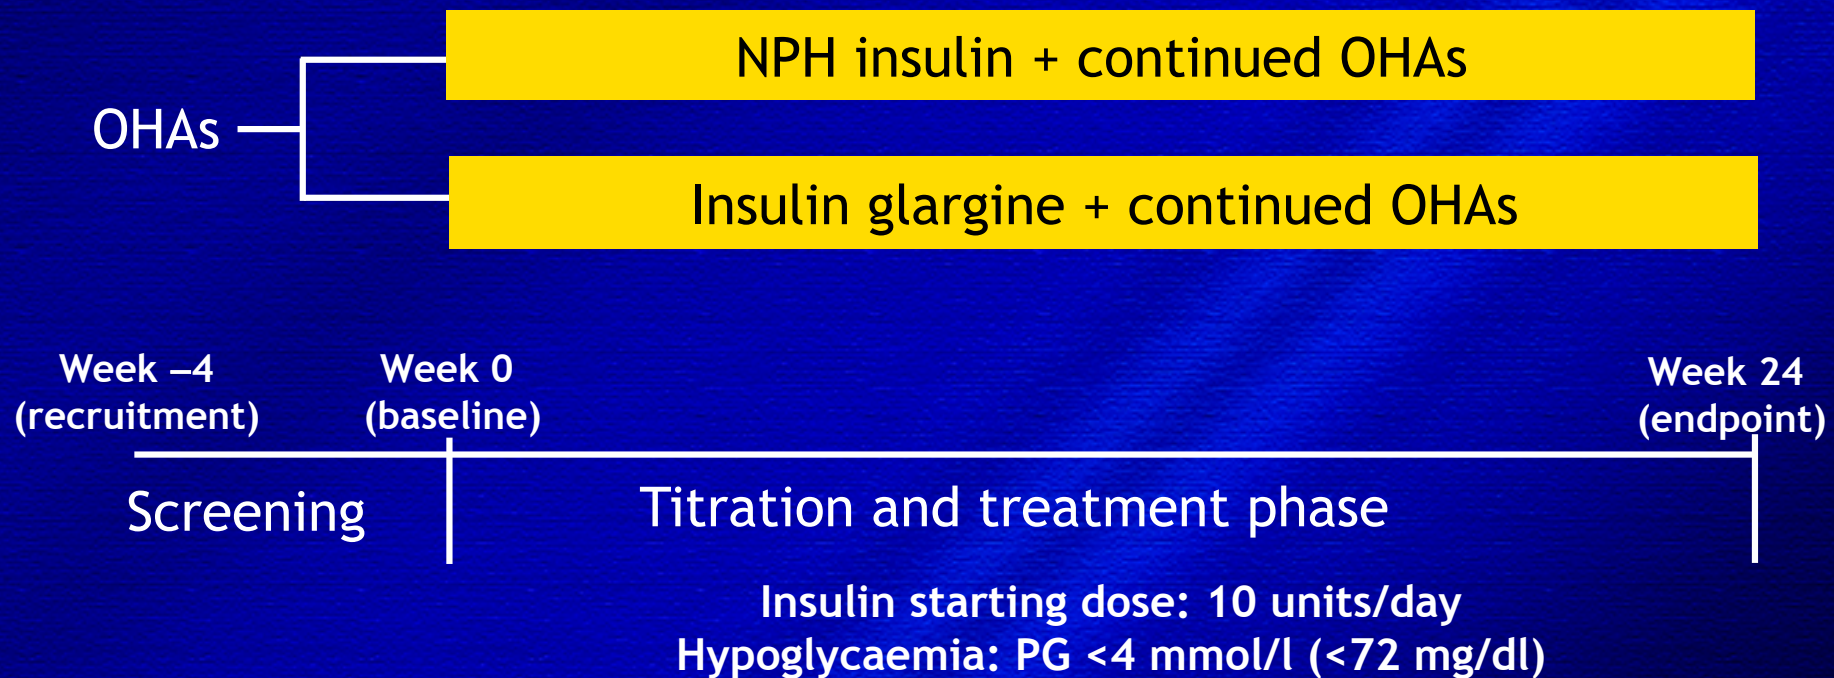 NPH insulin + continued OHAs
OHAs
Insulin glargine + continued OHAs
Week –4
(recruitment)
Week 0
(baseline)
Week 24
(endpoint)
Screening
Titration and treatment phase
Insulin starting dose: 10 units/day
Hypoglycaemia: PG <4 mmol/l (<72 mg/dl)